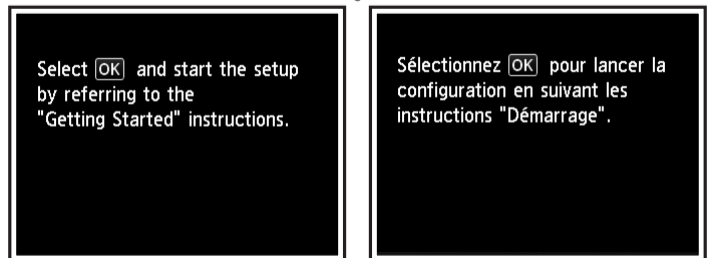 Select OK and start the setup
by referring to the
"Getting Started" instructions.
Sélectionnez OK pour lancer la
configuration en suivant les
instructions "Démarrage".